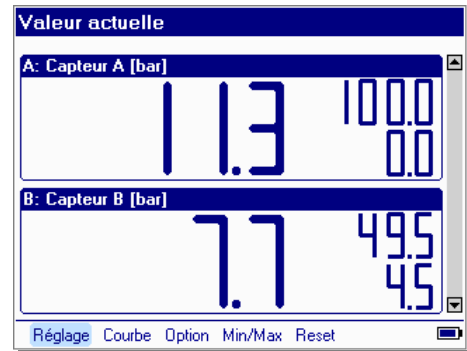 Valeur actuelle
A: Capteur A [bar]
11.3
100.0
0.0
B: Capteur B [bar]
7.7
49.5
4.5
Réglage Courbe Option Min/Max Reset